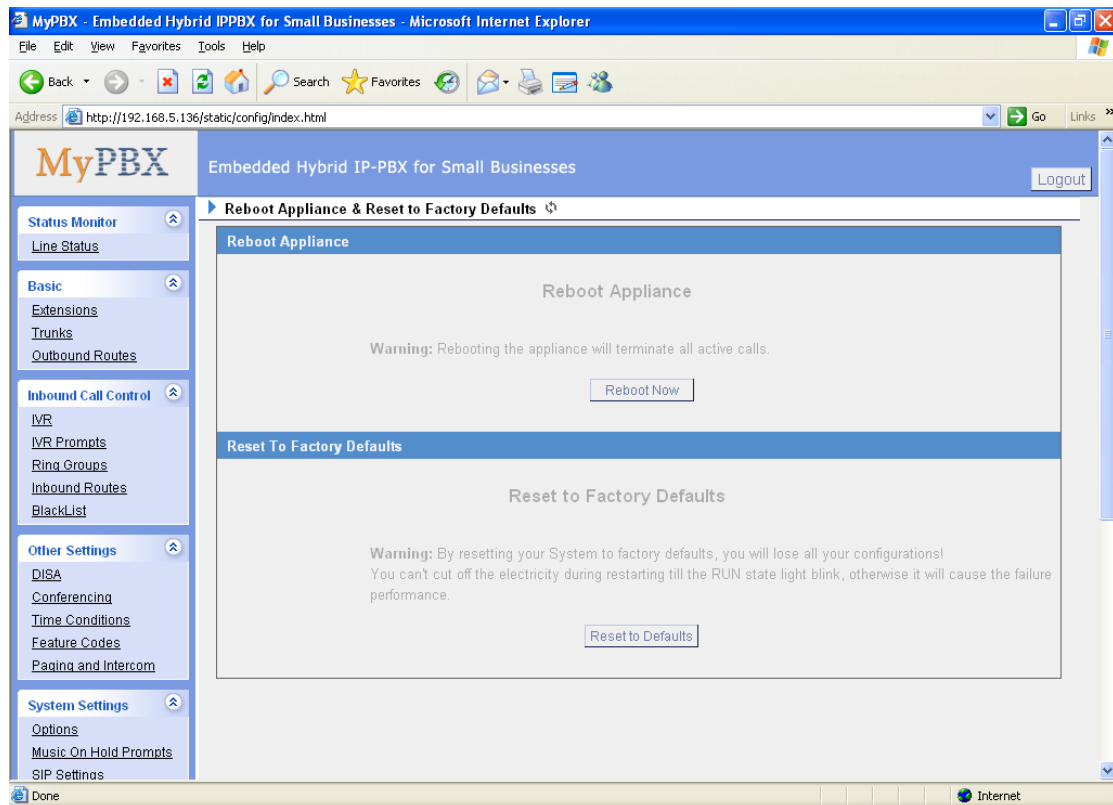 MyPBX - Embedded Hybrid IPPBX for Small Businesses - Microsoft Internet Explorer
File Edit View Favorites Tools Help
Back Search Favorites
Address http://192.168.5.136/static/config/index.html Go Links »
MyPBX
Embedded Hybrid IP-PBX for Small Businesses
Logout
Status Monitor
Line Status
Basic
Extensions
Trunks
Outbound Routes
Inbound Call Control
IVR
IVR Prompts
Ring Groups
Inbound Routes
BlackList
Other Settings
DISA
Conferencing
Time Conditions
Feature Codes
Paging and Intercom
System Settings
Options
Music On Hold Prompts
SIP Settings
Reboot Appliance & Reset to Factory Defaults
Reboot Appliance
Reboot Appliance
Warning: Rebooting the appliance will terminate all active calls.
Reboot Now
Reset To Factory Defaults
Reset to Factory Defaults
Warning: By resetting your System to factory defaults, you will lose all your configurations!
You can't cut off the electricity during restarting till the RUN state light blink, otherwise it will cause the failure
performance.
Reset to Defaults
Done Internet